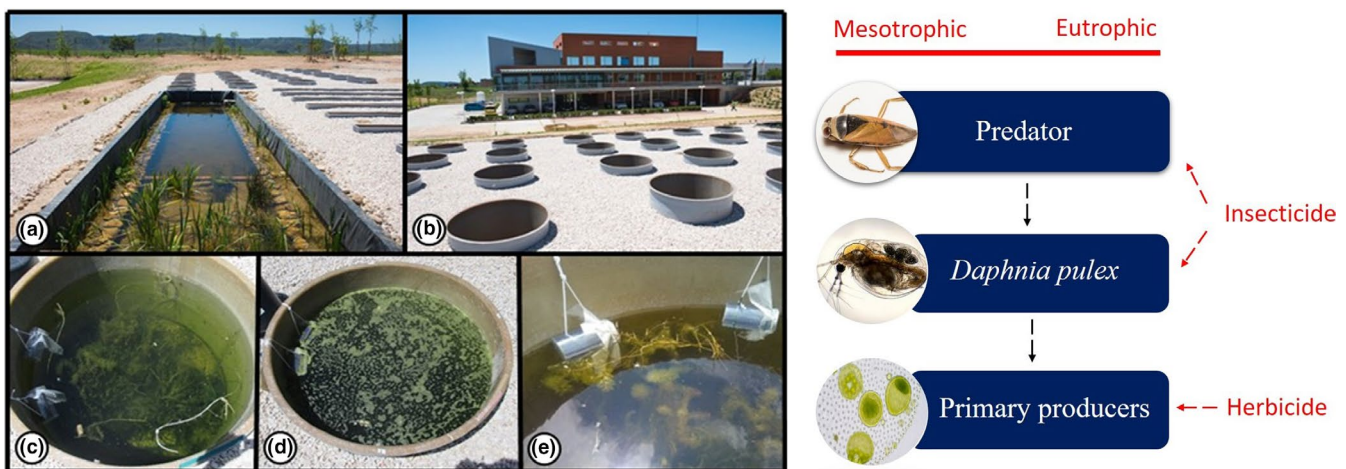 (a)
(b)
(c)
(d)
(e)
Mesotrophic Eutrophic
Predator
Insecticide
Daphnia pulex
Primary producers
Herbicide